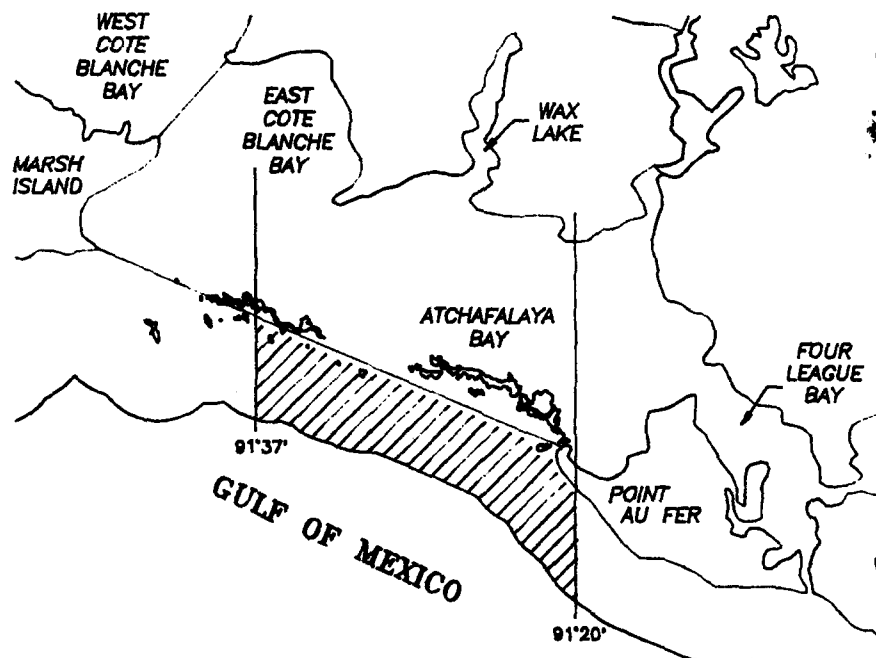 WEST
COTE
BLANCHE
BAY
EAST
COTE
BLANCHE
BAY
WAX
LAKE
MARSH
ISLAND
ATCHAFALAYA
BAY
FOUR
LEAGUE
BAY
91°37'
POINT
AU FER
GULF OF MEXICO
91°20'